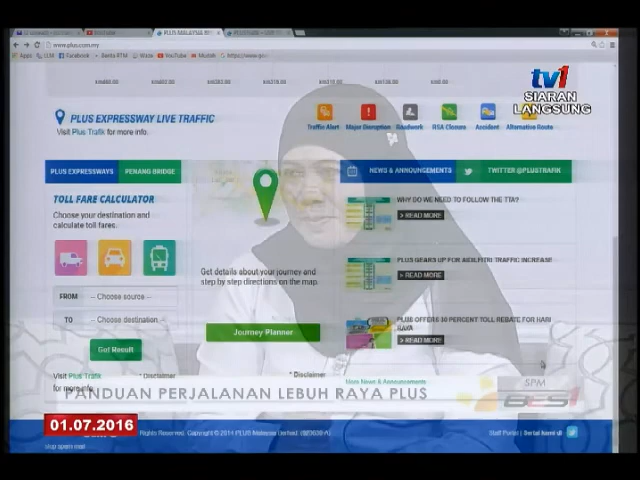 www.plus.com.my
tv1
SIARAN
LANGSUNG
PLUS EXPRESSWAY LIVE TRAFFIC
Visit Plus Trafik for more info.
Traffic Alert Major Disruption Roadwork RSA Closure Accident Alternative Route
PLUS EXPRESSWAYS PENANG BRIDGE
NEWS & ANNOUNCEMENTS TWITTER @PLUSTRAFIK
TOLL FARE CALCULATOR
Choose your destination and
calculate toll fares.
WHY DO WE NEED TO FOLLOW THE TTA?
> READ MORE
Get details about your journey and
step by step directions on the map.
PLUS GEARS UP FOR AIDILFITRI TRAFFIC INCREASE
> READ MORE
FROM -- Choose source --
TO -- Choose destination --
Get Result
Journey Planner
PLUS OFFERS 50 PERCENT TOLL REBATE FOR HARI
RAYA
> READ MORE
Visit Plus Trafik
for more info.
* Disclaimer
* Disclaimer
More News & Announcements
PANDUAN PERJALANAN LEBUH RAYA PLUS
SPM
01.07.2016
Rights Reserved. Copyright © 2014 PLUS Malaysia Berhad.
Staff Portal |